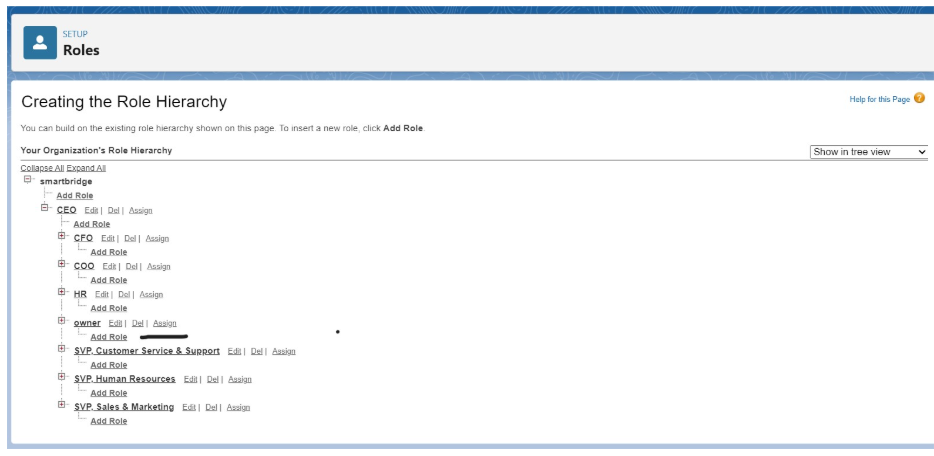 SETUP
Roles
Creating the Role Hierarchy
Help for this Page ?
You can build on the existing role hierarchy shown on this page. To insert a new role, click Add Role.
Your Organization's Role Hierarchy
Show in tree view
Collapse All Expand All
smartbridge
Add Role
CEO Edit | Del | Assign
Add Role
CFO Edit | Del | Assign
Add Role
COO Edit | Del | Assign
Add Role
HR Edit | Del | Assign
Add Role
owner Edit | Del | Assign
Add Role
SVP, Customer Service & Support Edit | Del | Assign
Add Role
SVP, Human Resources Edit | Del | Assign
Add Role
SVP, Sales & Marketing Edit | Del | Assign
Add Role